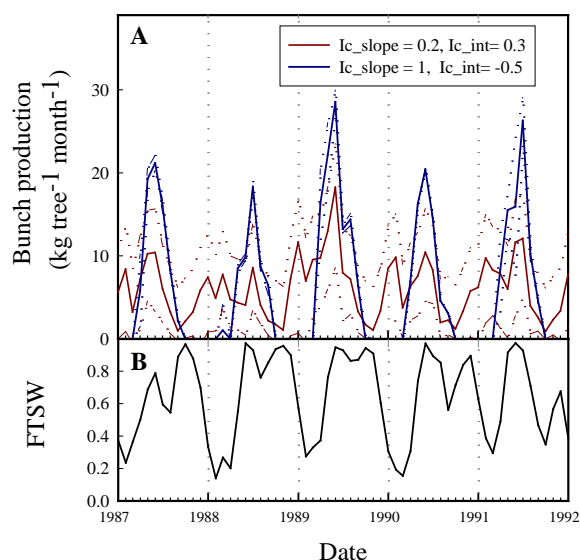 A
Ic_slope = 0.2, Ic_int= 0.3
Ic_slope = 1, Ic_int= -0.5
Bunch production
(kg tree⁻¹ month⁻¹)
30
20
10
0
B
FTSW
0.8
0.6
0.4
0.2
0.0
1987 1988 1989 1990 1991 1992
Date